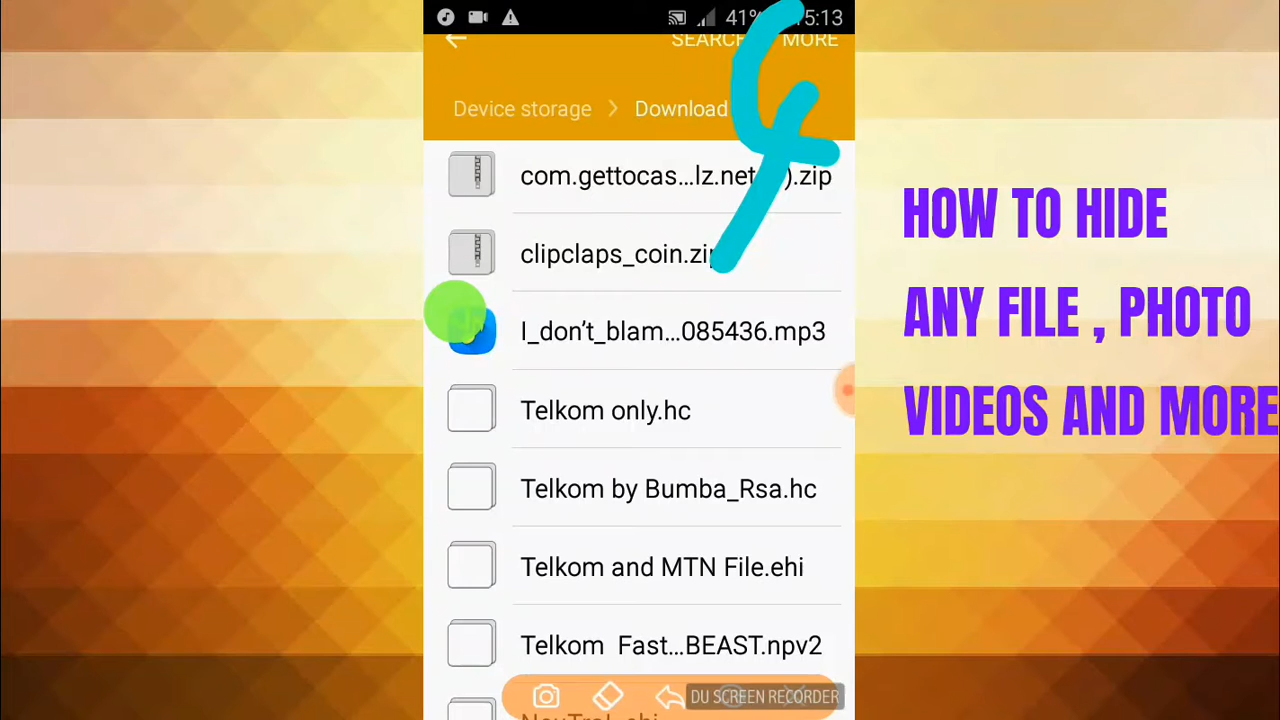 41% 15:13
SEARCH MORE
Device storage > Download
com.gettocas...lz.net ).zip
clipclaps_coin.zip
I_don’t_blam...085436.mp3
Telkom only.hc
Telkom by Bumba_Rsa.hc
Telkom and MTN File.ehi
Telkom Fast...BEAST.npv2
DU SCREEN RECORDER
HOW TO HIDE
ANY FILE , PHOTO
VIDEOS AND MORE